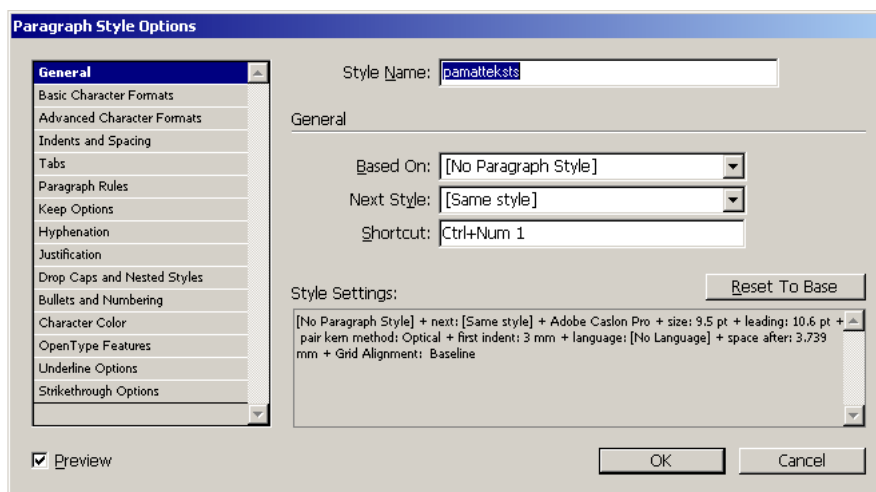 Paragraph Style Options
General
Basic Character Formats
Advanced Character Formats
Indents and Spacing
Tabs
Paragraph Rules
Keep Options
Hyphenation
Justification
Drop Caps and Nested Styles
Bullets and Numbering
Character Color
OpenType Features
Underline Options
Strikethrough Options
Preview
Style Name: pamatteksts
General
Based On: [No Paragraph Style]
Next Style: [Same style]
Shortcut: Ctrl+Num 1
Reset To Base
Style Settings:
[No Paragraph Style] + next: [Same style] + Adobe Caslon Pro + size: 9.5 pt + leading: 10.6 pt +
pair kern method: Optical + first indent: 3 mm + language: [No Language] + space after: 3.739
mm + Grid Alignment: Baseline
OK
Cancel